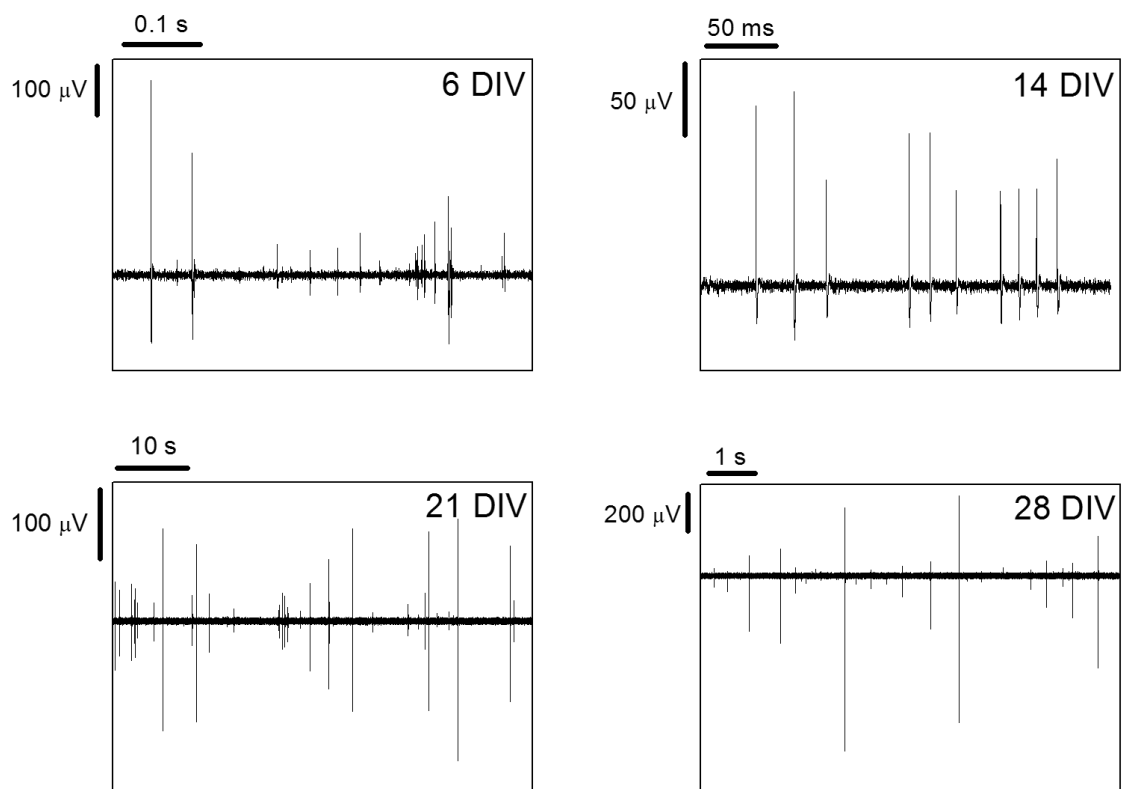 0.1 s
100 μV
6 DIV
50 ms
50 μV
14 DIV
10 s
100 μV
21 DIV
1 s
200 μV
28 DIV